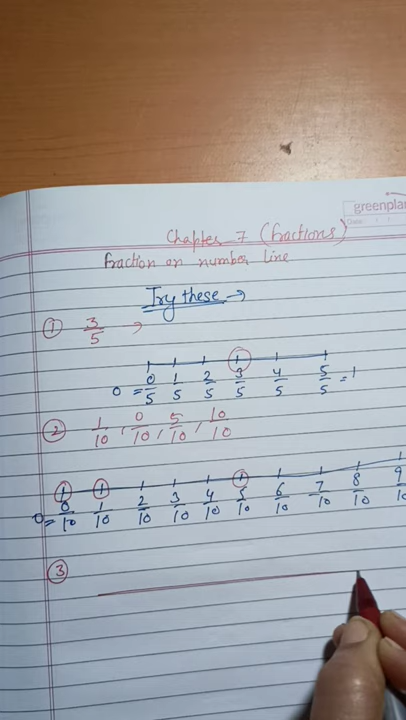 greenplan
Chapter_7 (fractions)
fraction on number line
Try these →
① 3/5 →
0 = 0/5 1/5 2/5 3/5 4/5 5/5 = 1
② 1/10, 0/10, 5/10, 10/10
0 = 0/10 1/10 2/10 3/10 4/10 5/10 6/10 7/10 8/10 9/10
③